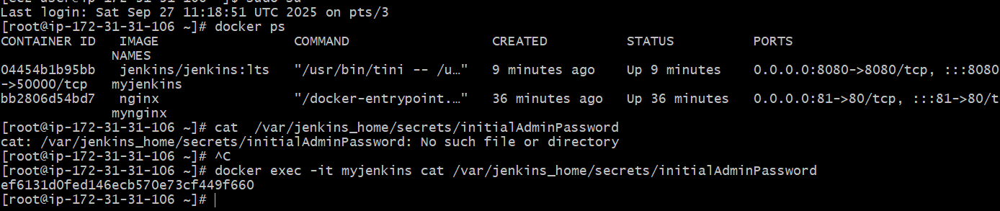 Last login: Sat Sep 27 11:18:51 UTC 2025 on pts/3
[root@ip-172-31-31-106 ~]# docker ps
CONTAINER ID   IMAGE                 COMMAND                  CREATED          STATUS          PORTS
              NAMES
04454b1b95bb   jenkins/jenkins:lts   "/usr/bin/tini -- /u…"   9 minutes ago    Up 9 minutes    0.0.0.0:8080->8080/tcp, :::8080
->50000/tcp   myjenkins
bb2806d54bd7   nginx                 "/docker-entrypoint.…"   36 minutes ago   Up 36 minutes   0.0.0.0:81->80/tcp, :::81->80/t
              mynginx
[root@ip-172-31-31-106 ~]# cat  /var/jenkins_home/secrets/initialAdminPassword
cat: /var/jenkins_home/secrets/initialAdminPassword: No such file or directory
[root@ip-172-31-31-106 ~]# ^C
[root@ip-172-31-31-106 ~]# docker exec -it myjenkins cat /var/jenkins_home/secrets/initialAdminPassword
ef6131d0fed146ecb570e73cf449f660
[root@ip-172-31-31-106 ~]#